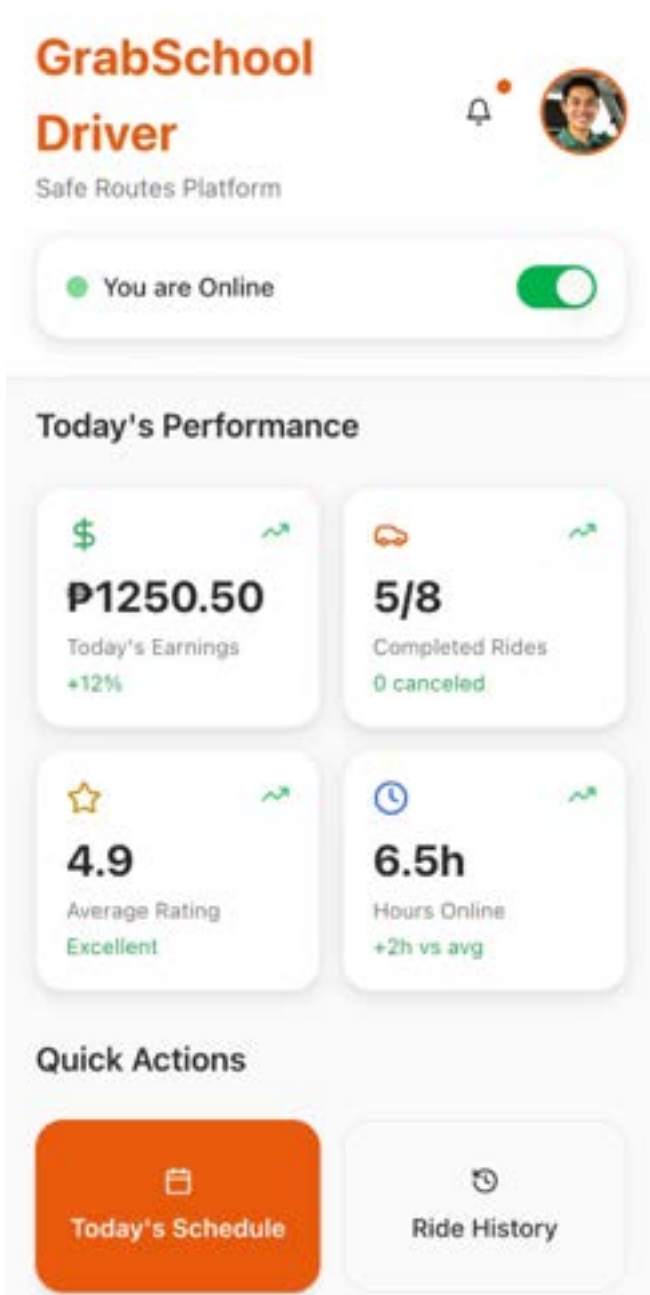 GrabSchool
Driver
Safe Routes Platform
You are Online
Today's Performance
$
₱1250.50
Today's Earnings
+12%
5/8
Completed Rides
0 canceled
4.9
Average Rating
Excellent
6.5h
Hours Online
+2h vs avg
Quick Actions
Today's Schedule
Ride History